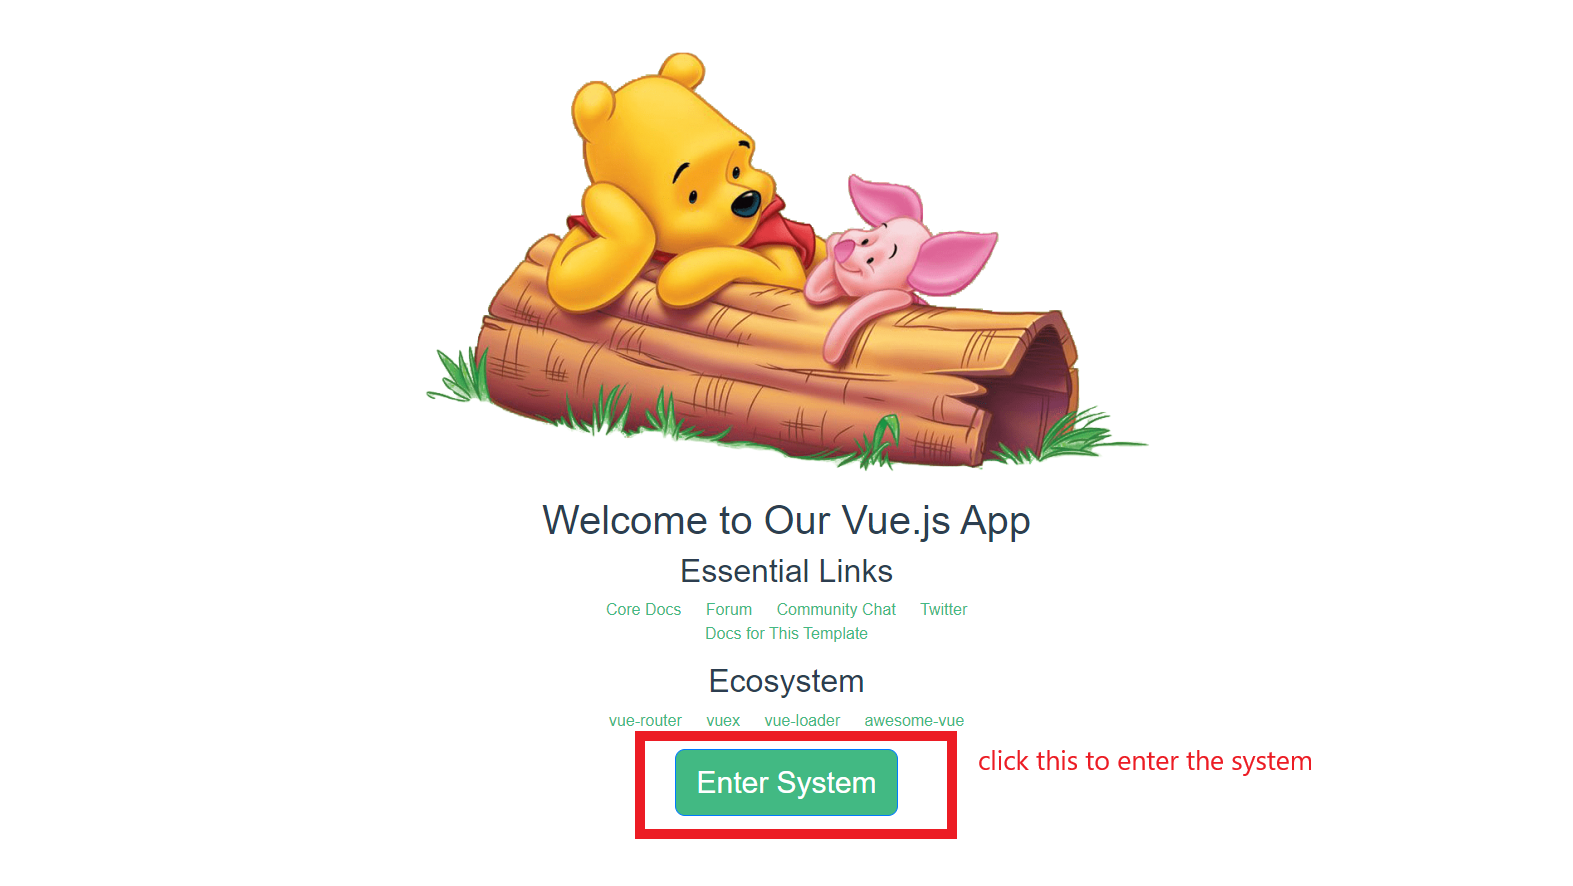 Welcome to Our Vue.js App
Essential Links
Core Docs Forum Community Chat Twitter
Docs for This Template
Ecosystem
vue-router vuex vue-loader awesome-vue
click this to enter the system
Enter System